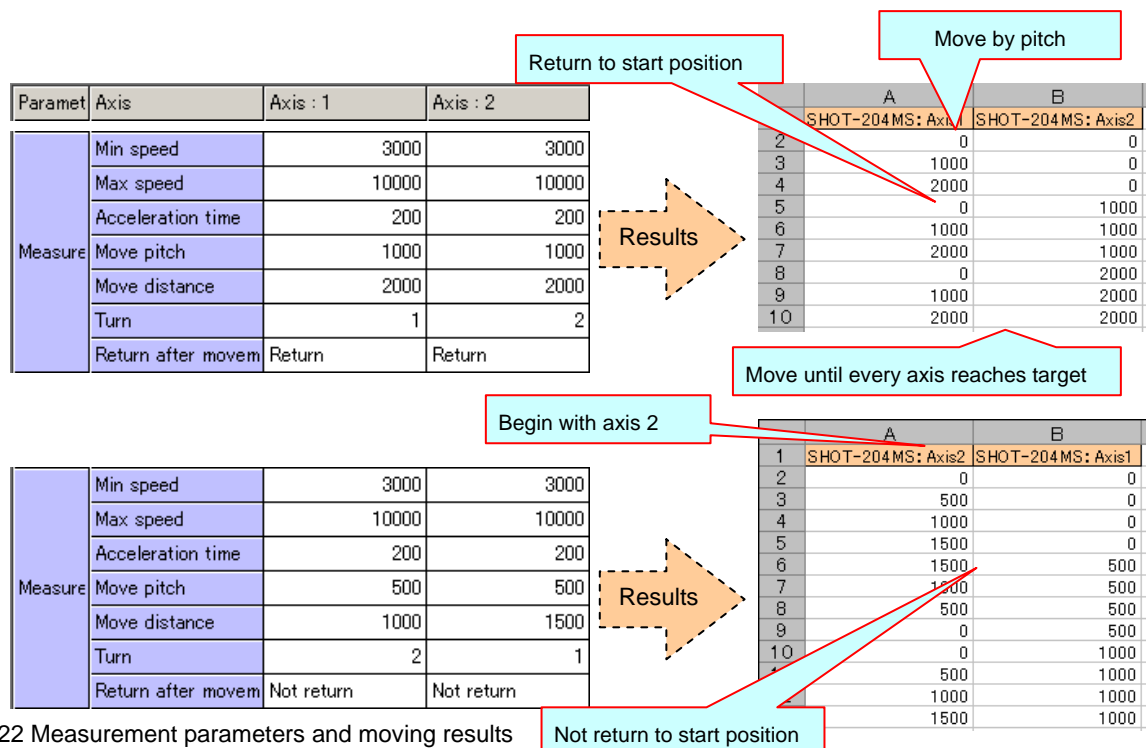 Move by pitch
Return to start position
Paramet Axis Axis : 1 Axis : 2
Min speed 3000 3000
Max speed 10000 10000
Acceleration time 200 200
Measure Move pitch 1000 1000
Move distance 2000 2000
Turn 1 2
Return after movem Return Return
Results
A B
SHOT-204MS: Axis1 SHOT-204MS: Axis2
2 0 0
3 1000 0
4 2000 0
5 0 1000
6 1000 1000
7 2000 1000
8 0 2000
9 1000 2000
10 2000 2000
Move until every axis reaches target
Begin with axis 2
Min speed 3000 3000
Max speed 10000 10000
Acceleration time 200 200
Measure Move pitch 500 500
Move distance 1000 1500
Turn 2 1
Return after movem Not return Not return
Results
A B
1 SHOT-204MS: Axis2 SHOT-204MS: Axis1
2 0 0
3 500 0
4 1000 0
5 1500 0
6 1500 500
7 1000 500
8 500 500
9 0 500
10 0 1000
500 1000
1000 1000
1500 1000
Not return to start position
22 Measurement parameters and moving results